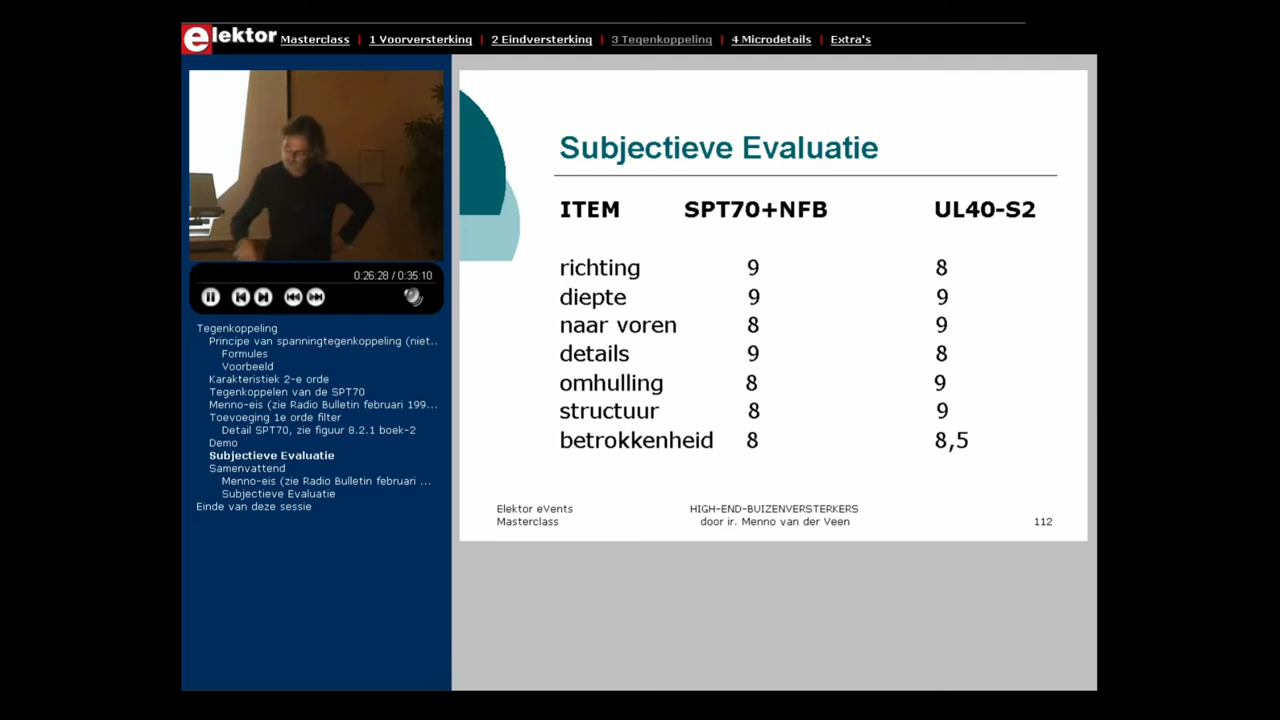 elektor Masterclass | 1 Voorversterking | 2 Eindversterking | 3 Tegenkoppeling | 4 Microdetails | Extra's
0:26:28 / 0:35:10
Tegenkoppeling
Principe van spanningtegenkoppeling (niet..
Formules
Voorbeeld
Karakteristiek 2-e orde
Tegenkoppelen van de SPT70
Menno-eis (zie Radio Bulletin februari 199...
Toevoeging 1e orde filter
Detail SPT70, zie figuur 8.2.1 boek-2
Demo
Subjectieve Evaluatie
Samenvattend
Menno-eis (zie Radio Bulletin februari ...
Subjectieve Evaluatie
Einde van deze sessie
Subjectieve Evaluatie
ITEM SPT70+NFB UL40-S2
richting 9 8
diepte 9 9
naar voren 8 9
details 9 8
omhulling 8 9
structuur 8 9
betrokkenheid 8 8,5
Elektor eVents HIGH-END-BUIZENVERSTERKERS
Masterclass door ir. Menno van der Veen 112